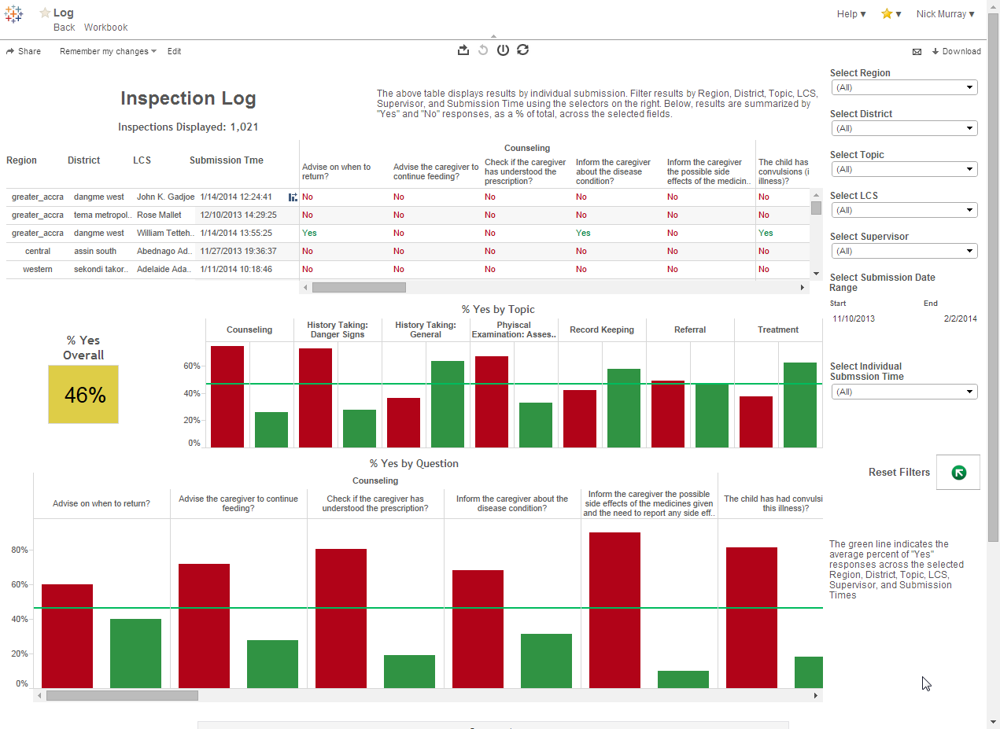 Log
Back Workbook
Help ▾ ▾ Nick Murray ▾
Share Remember my changes Edit
Download
Inspection Log
Inspections Displayed: 1,021
The above table displays results by individual submission. Filter results by Region, District, Topic, LCS,
Supervisor, and Submission Time using the selectors on the right. Below, results are summarized by
"Yes" and "No" responses, as a % of total, across the selected fields.
Select Region
(All)
Select District
(All)
Select Topic
(All)
Select LCS
(All)
Select Supervisor
(All)
Select Submission Date
Range
Start End
11/10/2013 2/2/2014
Select Individual
Submssion Time
(All)
Counseling
Region District LCS Submission Tme
Advise on when to
return?
Advise the caregiver to
continue feeding?
Check if the caregiver
has understood the
prescription?
Inform the caregiver
about the disease
condition?
Inform the caregiver
the possible side
effects of the medicin..
The child has
convulsions (i
illness)?
greater_accra dangme west John K. Gadjoe 1/14/2014 12:24:41 No No No No No No
greater_accra tema metropol.. Rose Mallet 12/10/2013 14:29:25 No No No No No No
greater_accra dangme west William Tetteh.. 1/14/2014 13:55:25 Yes No No Yes No Yes
central assin south Abednago Ad.. 11/27/2013 19:36:37 No No No No No No
western sekondi takor.. Adelaide Ada.. 1/11/2014 10:18:46 No No No No No No
% Yes
Overall
46%
% Yes by Topic
Counseling
History Taking:
Danger Signs
History Taking:
General
Phyiscal
Examination: Asses..
Record Keeping
Referral
Treatment
60%
40%
20%
0%
% Yes by Question
Counseling
Advise on when to return?
Advise the caregiver to continue
feeding?
Check if the caregiver has
understood the prescription?
Inform the caregiver about the
disease condition?
Inform the caregiver the possible
side effects of the medicines given
and the need to report any side eff..
The child has had convulsi
this illness)?
80%
60%
40%
20%
0%
Reset Filters
The green line indicates the
average percent of "Yes"
responses across the selected
Region, District, Topic, LCS,
Supervisor, and Submission
Times